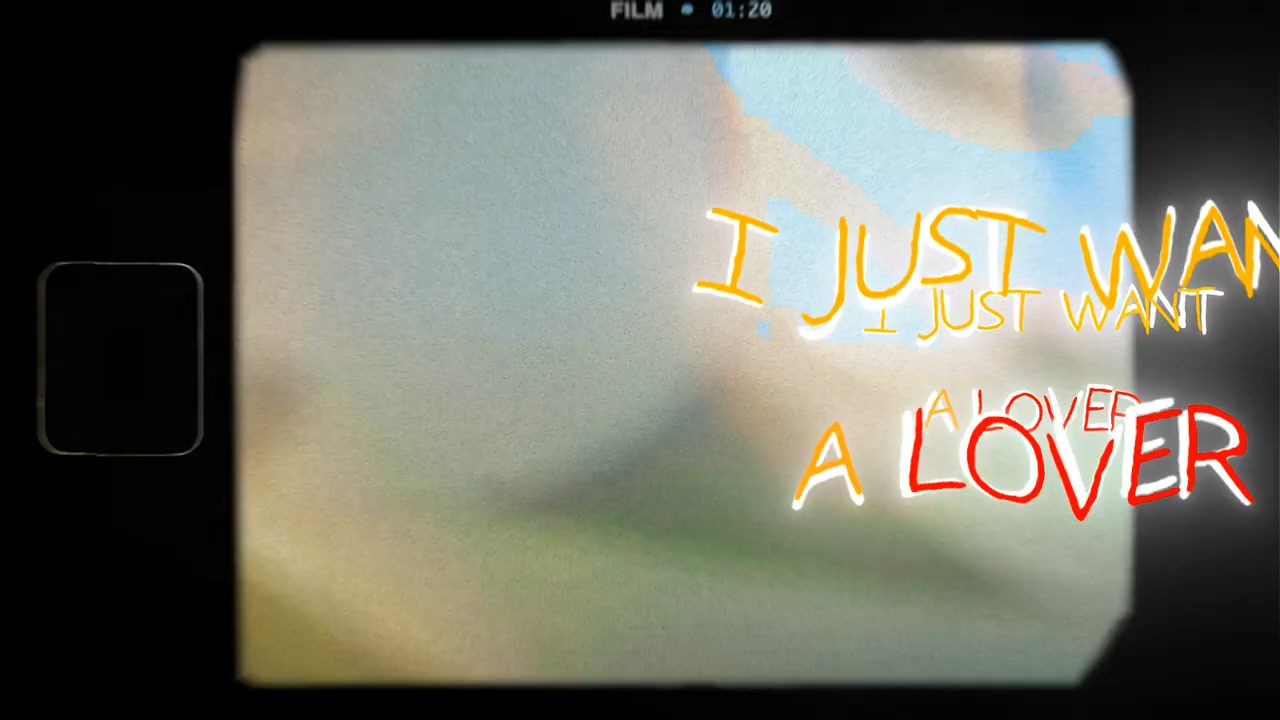 FILM • 01:20
I JUST WAN
I JUST WANT
A LOVER
A LOVER